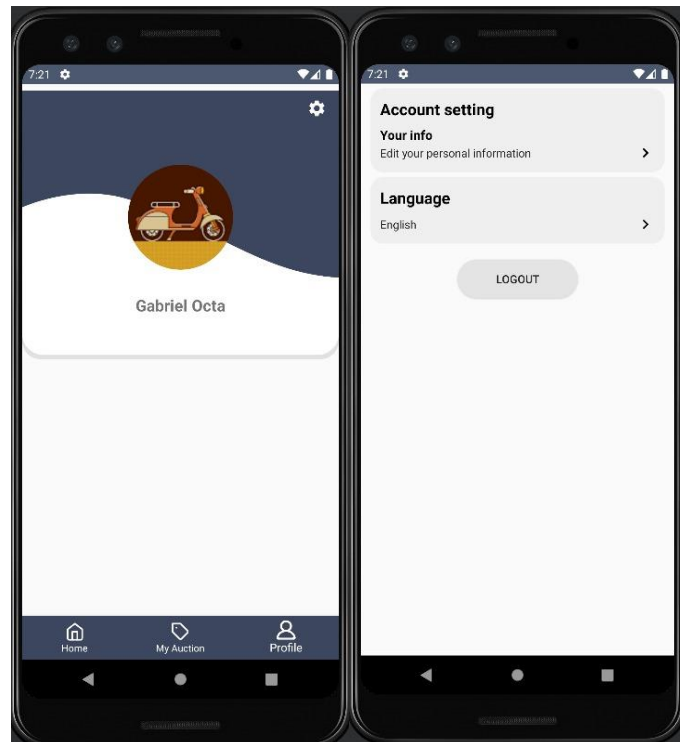 7:21
Gabriel Octa
Home
My Auction
Profile
7:21
Account setting
Your info
Edit your personal information
Language
English
LOGOUT